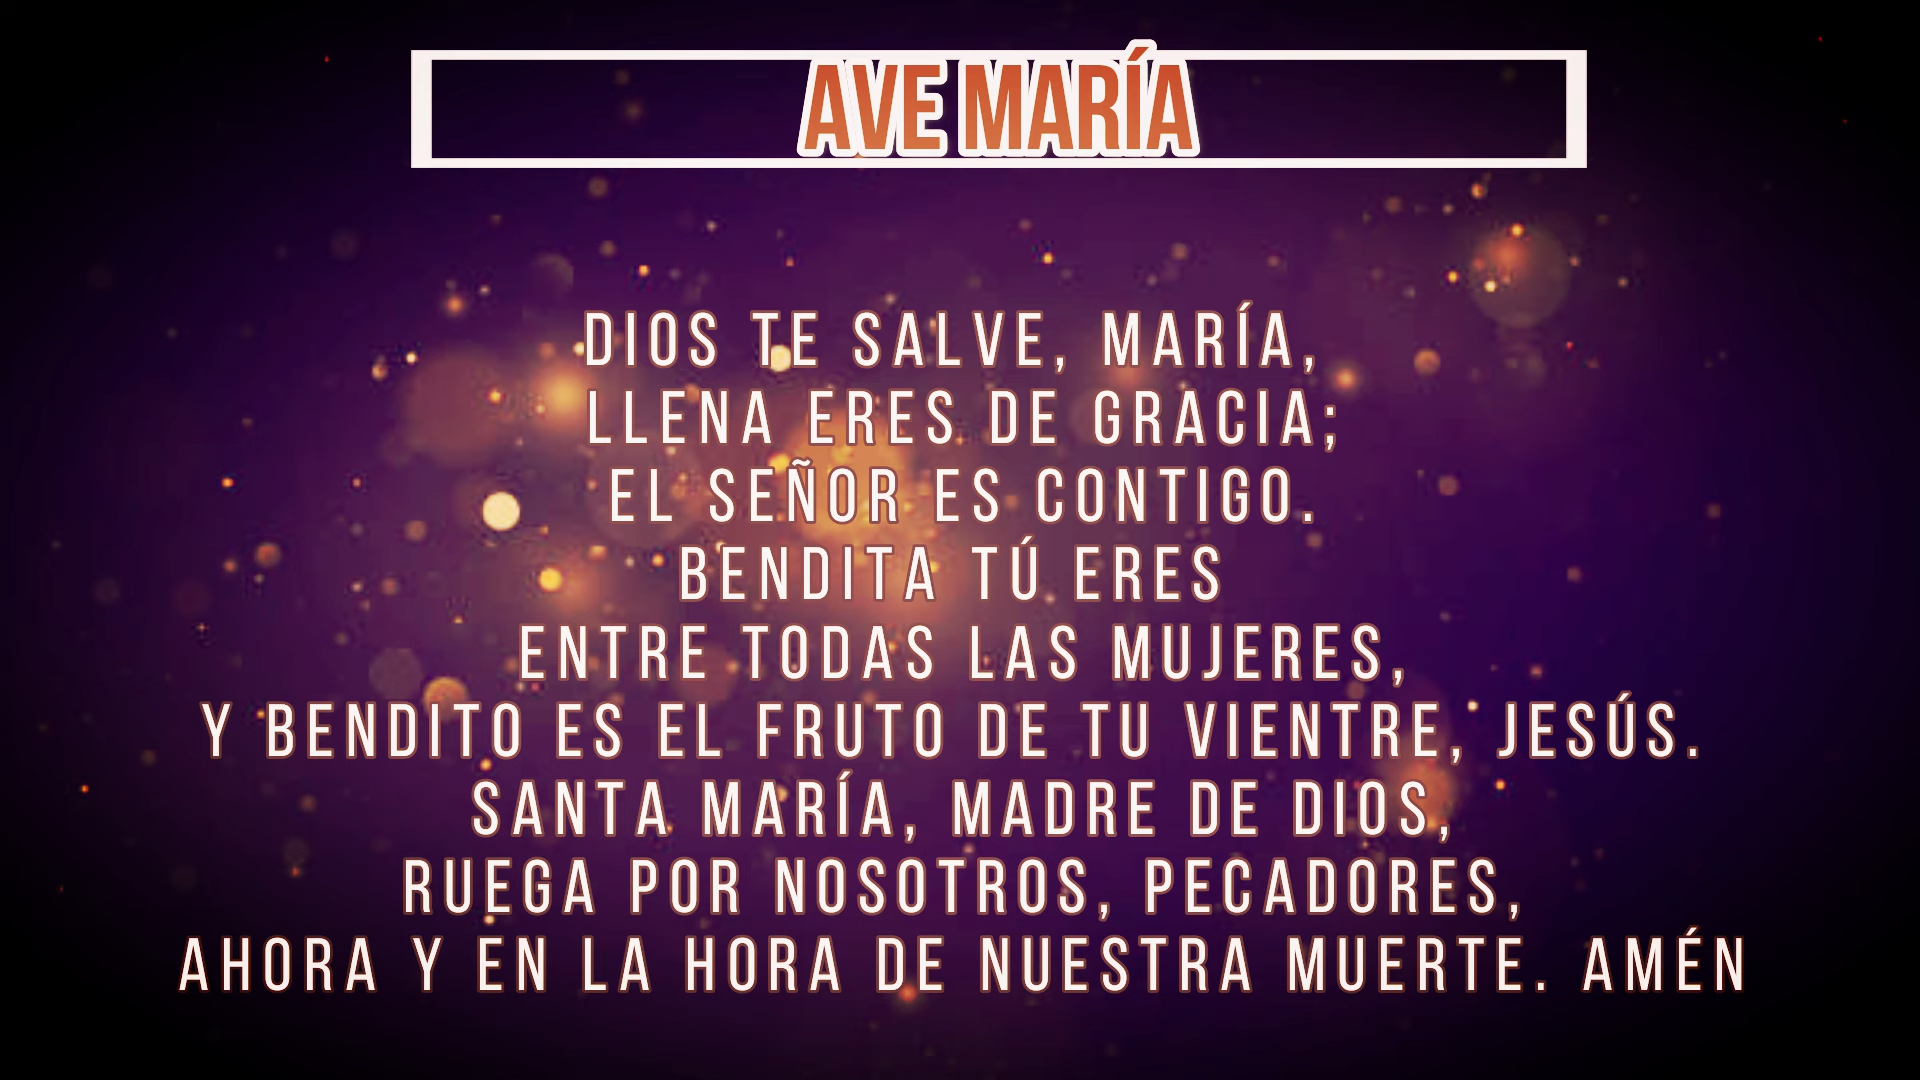 AVE MARÍA
DIOS TE SALVE, MARÍA,
LLENA ERES DE GRACIA;
EL SEÑOR ES CONTIGO.
BENDITA TÚ ERES
ENTRE TODAS LAS MUJERES,
Y BENDITO ES EL FRUTO DE TU VIENTRE, JESÚS.
SANTA MARÍA, MADRE DE DIOS,
RUEGA POR NOSOTROS, PECADORES,
AHORA Y EN LA HORA DE NUESTRA MUERTE. AMÉN